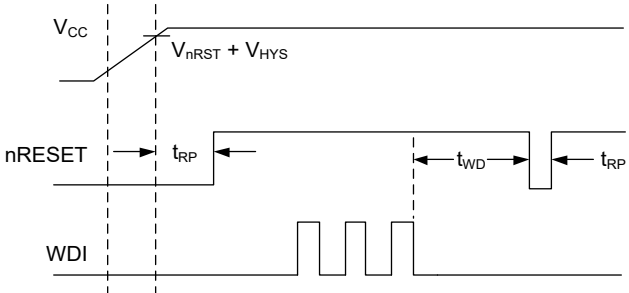 VCC
VnRST + VHYS
nRESET
tRP
tWD
tRP
WDI